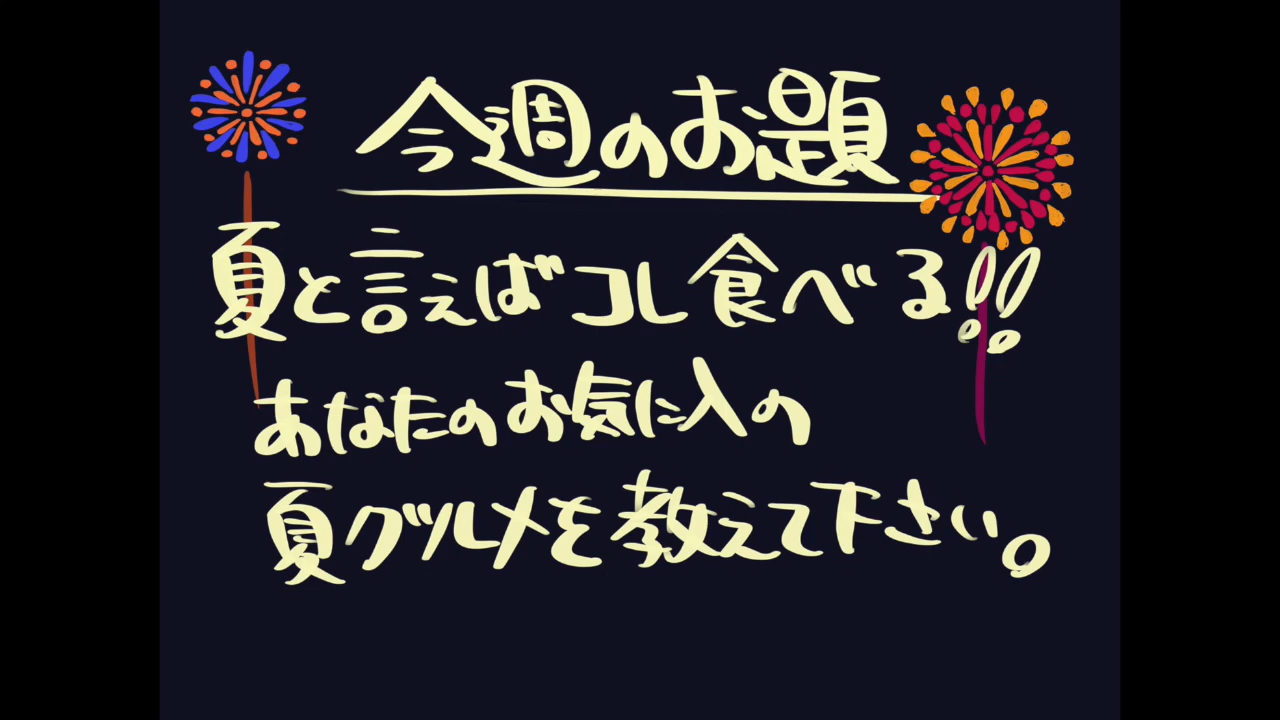 今週のお題
夏と言えばコレ食べる!!
あなたのお気に入の
夏グルメを教えて下さい。